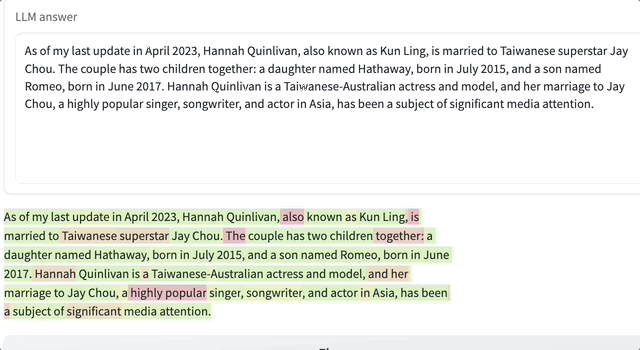 LLM answer
As of my last update in April 2023, Hannah Quinlivan, also known as Kun Ling, is married to Taiwanese superstar Jay
Chou. The couple has two children together: a daughter named Hathaway, born in July 2015, and a son named
Romeo, born in June 2017. Hannah Quinlivan is a Taiwanese-Australian actress and model, and her marriage to Jay
Chou, a highly popular singer, songwriter, and actor in Asia, has been a subject of significant media attention.
As of my last update in April 2023, Hannah Quinlivan, also known as Kun Ling, is
married to Taiwanese superstar Jay Chou. The couple has two children together: a
daughter named Hathaway, born in July 2015, and a son named Romeo, born in June
2017. Hannah Quinlivan is a Taiwanese-Australian actress and model, and her
marriage to Jay Chou, a highly popular singer, songwriter, and actor in Asia, has been
a subject of significant media attention.